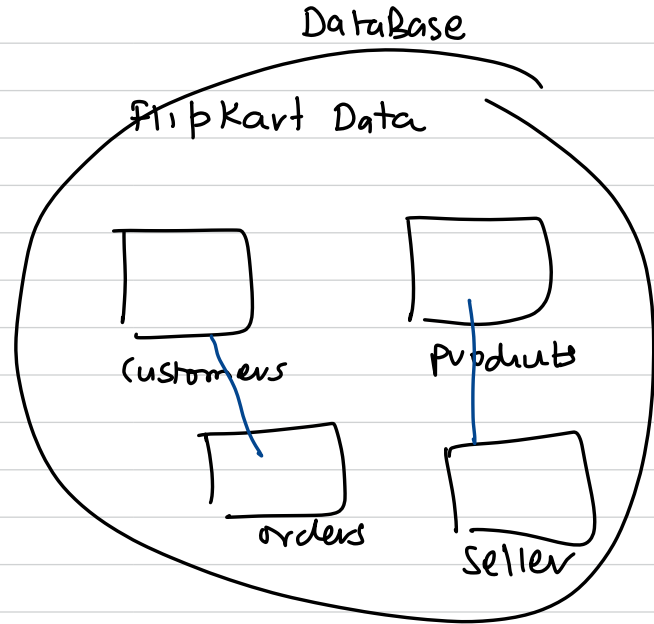 DataBase
Flipkart Data
Customers
Products
orders
Seller